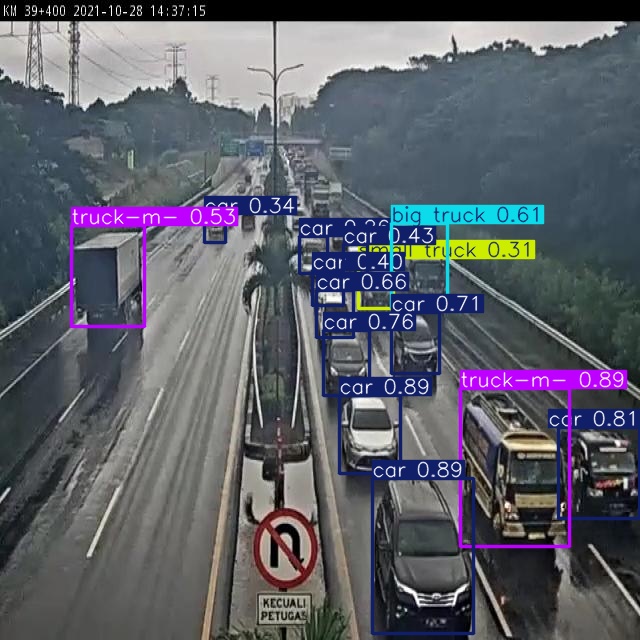 KM 39+400 2021-10-28 14:37:15
car 0.34
truck-m- 0.53
big truck 0.61
car 0.43
small truck 0.31
car 0.40
car 0.66
car 0.71
car 0.76
truck-m- 0.89
car 0.89
car 0.81
car 0.89
KECUALI
PETUGAS